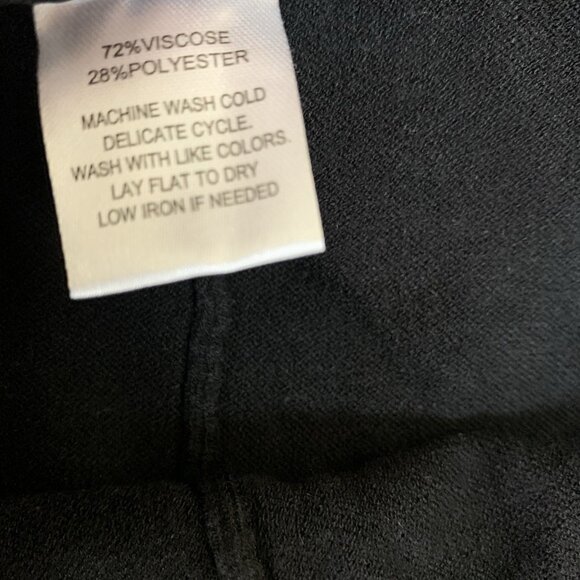 72%VISCOSE
28%POLYESTER
MACHINE WASH COLD
DELICATE CYCLE.
WASH WITH LIKE COLORS.
LAY FLAT TO DRY
LOW IRON IF NEEDED